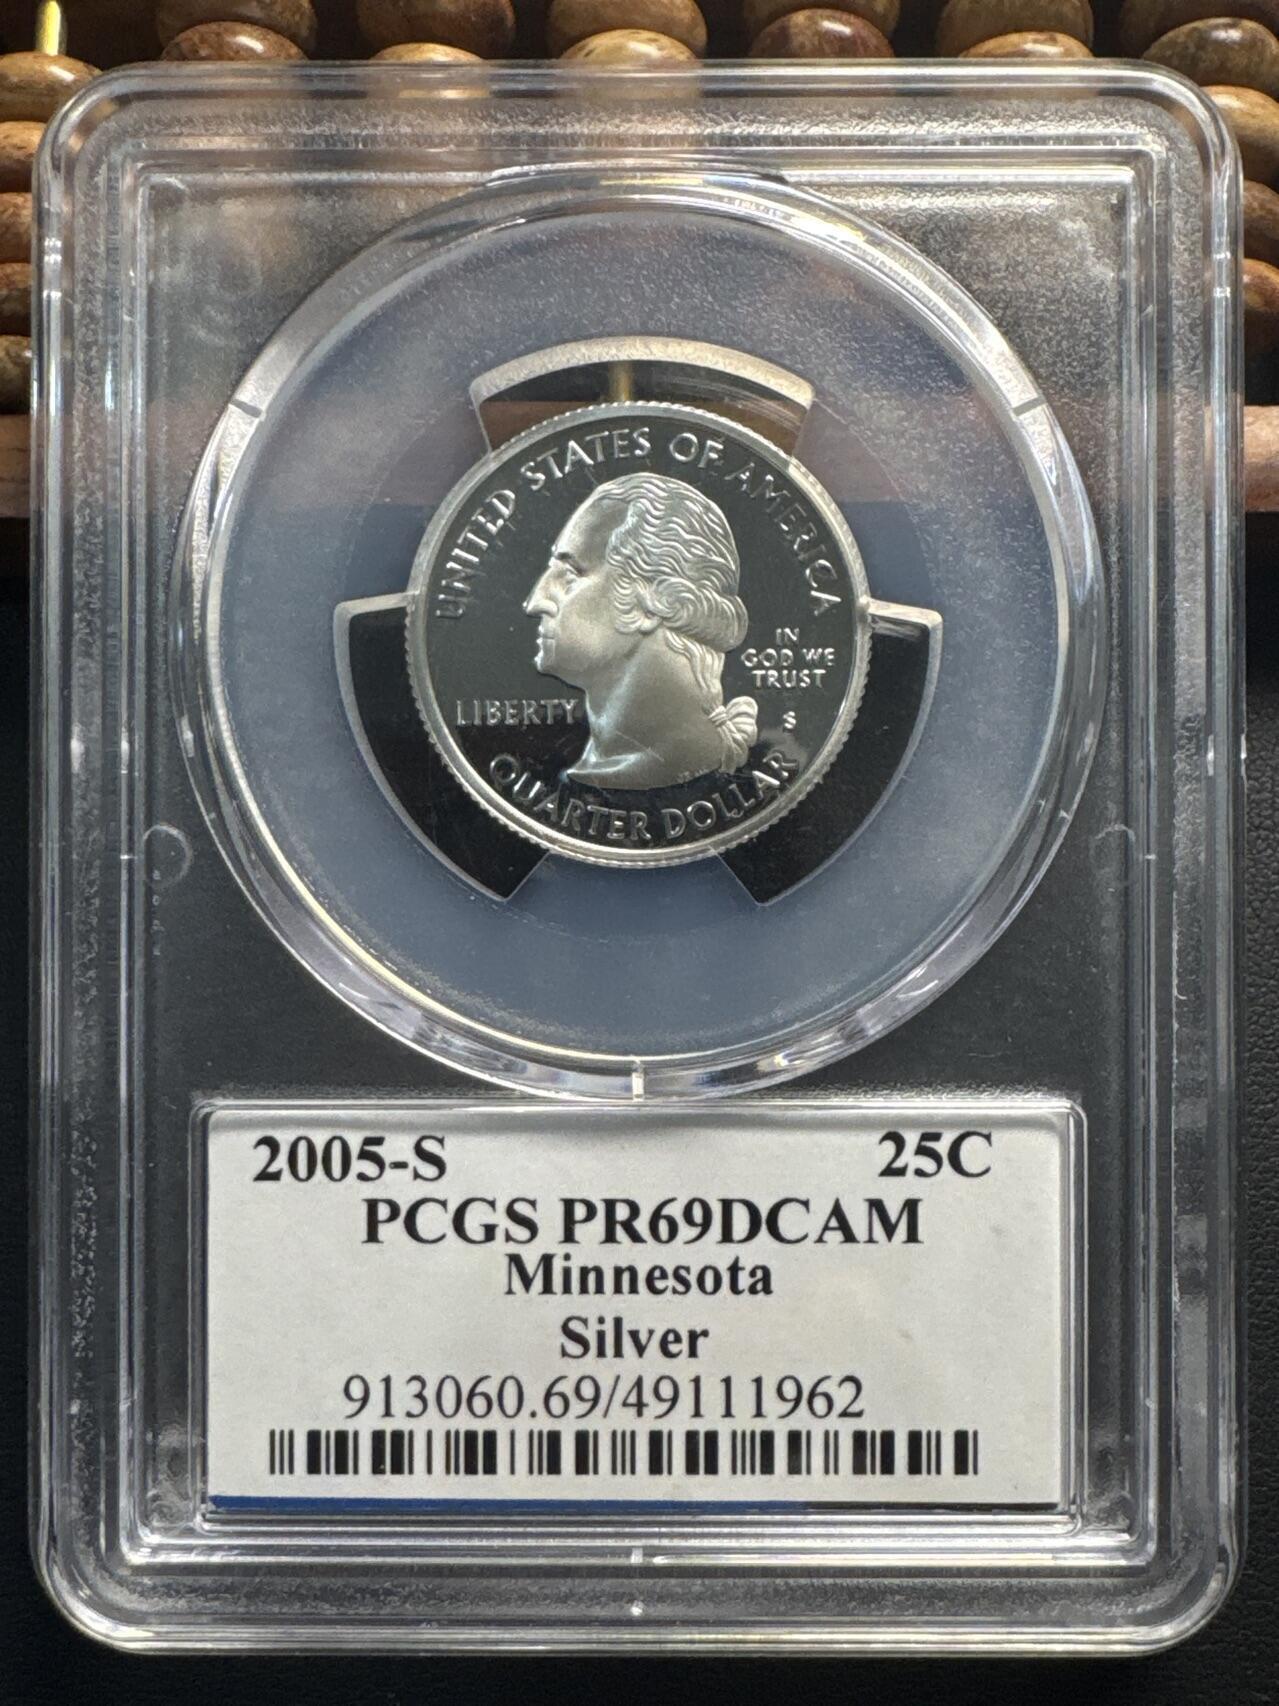 UNITED STATES OF AMERICA
IN
GOD WE
TRUST
LIBERTY
S
QUARTER DOLLAR
2005-S 25C
PCGS PR69DCAM
Minnesota
Silver
913060.69/49111962